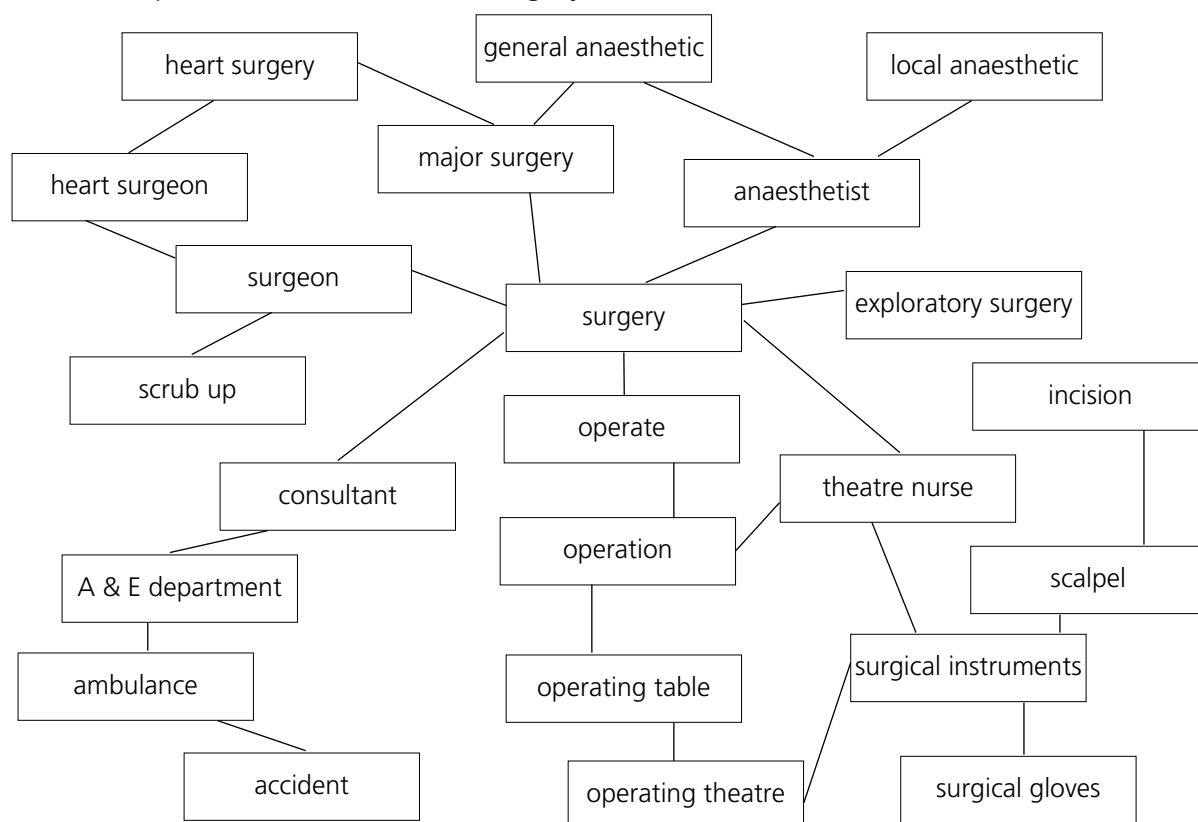 general anaesthetic
heart surgery
local anaesthetic
major surgery
heart surgeon
anaesthetist
surgeon
surgery
exploratory surgery
scrub up
incision
operate
consultant
theatre nurse
operation
A & E department
scalpel
ambulance
operating table
surgical instruments
accident
operating theatre
surgical gloves